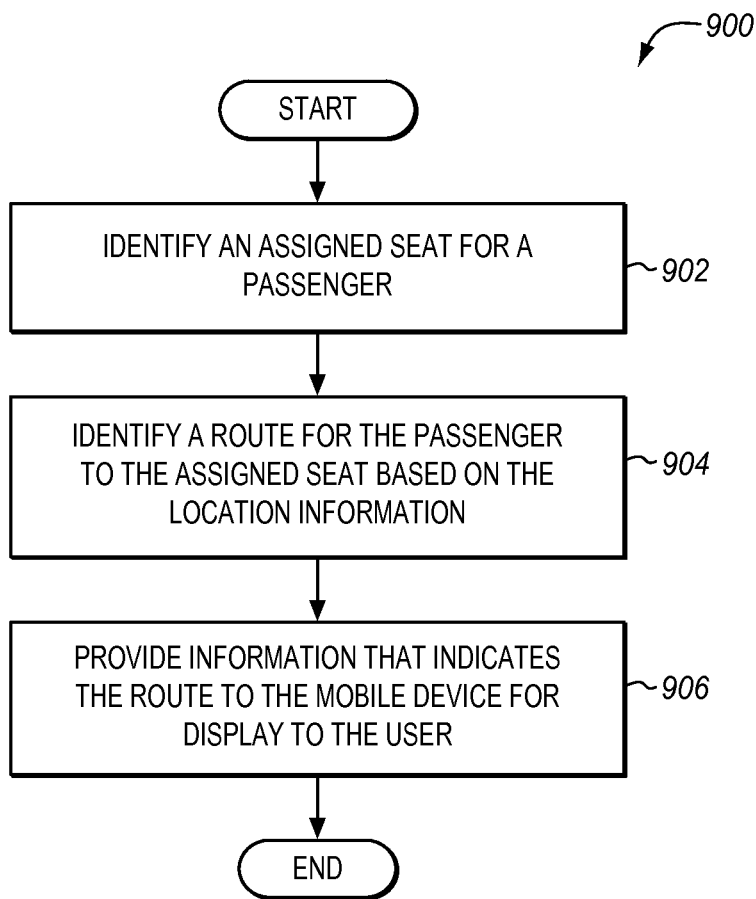 900
START
IDENTIFY AN ASSIGNED SEAT FOR A
PASSENGER
902
IDENTIFY A ROUTE FOR THE PASSENGER
TO THE ASSIGNED SEAT BASED ON THE
LOCATION INFORMATION
904
PROVIDE INFORMATION THAT INDICATES
THE ROUTE TO THE MOBILE DEVICE FOR
DISPLAY TO THE USER
906
END